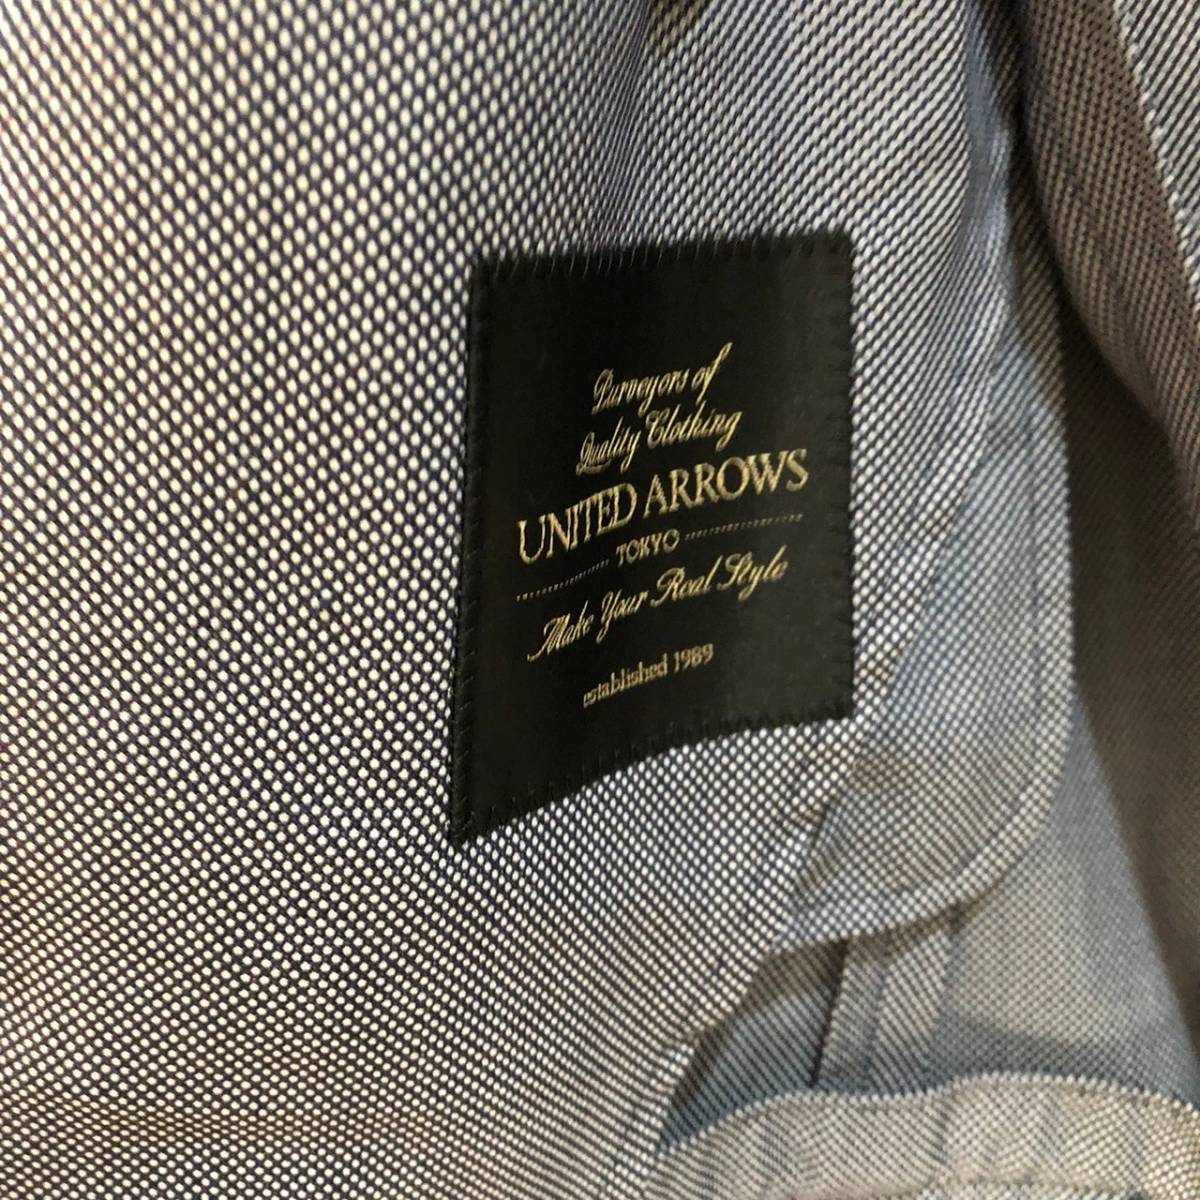 Purveyors of
Quality Clothing
UNITED ARROWS
TOKYO
Make Your Real Style
established 1989